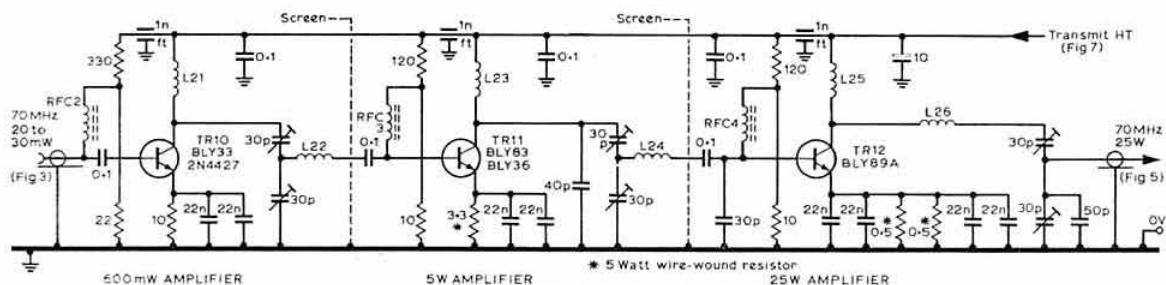 Screen
Screen
1n
ft
1n
ft
1n
ft
Transmit HT
(Fig 7)
330
L21
0·1
120
L23
0·1
0·1
120
L25
10
RFC2
RFC
3
RFC4
L26
70MHz
20 to
30mW
(Fig 3)
0·1
TR10
BLY33
2N4427
30p
L22
0·1
TR11
BLY83
BLY36
30
p
L24
0·1
TR12
BLY89A
30p
70MHz
25W
(Fig 5)
22
10
22n
22n
30p
10
3·3
*
22n
22n
40p
30p
30p
10
22n
22n
*
0·5
*
0·5
22n
22n
30p
50p
0V
* 5 Watt wire-wound resistor
500mW AMPLIFIER
5W AMPLIFIER
25W AMPLIFIER